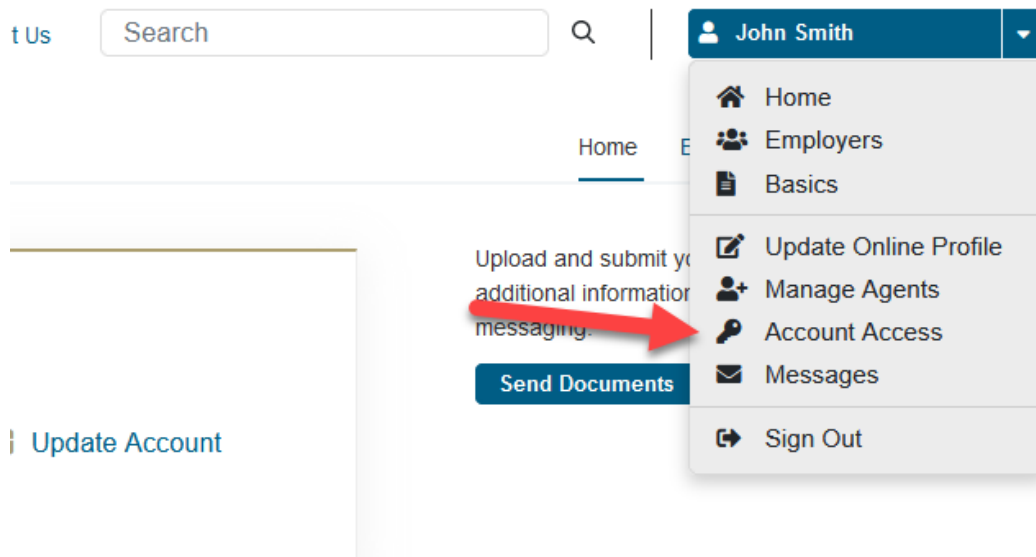 t Us
Search
John Smith
Home
Employers
Basics
Home
Update Online Profile
Manage Agents
Account Access
Messages
Sign Out
Upload and submit
additional information
messaging.
Send Documents
Update Account